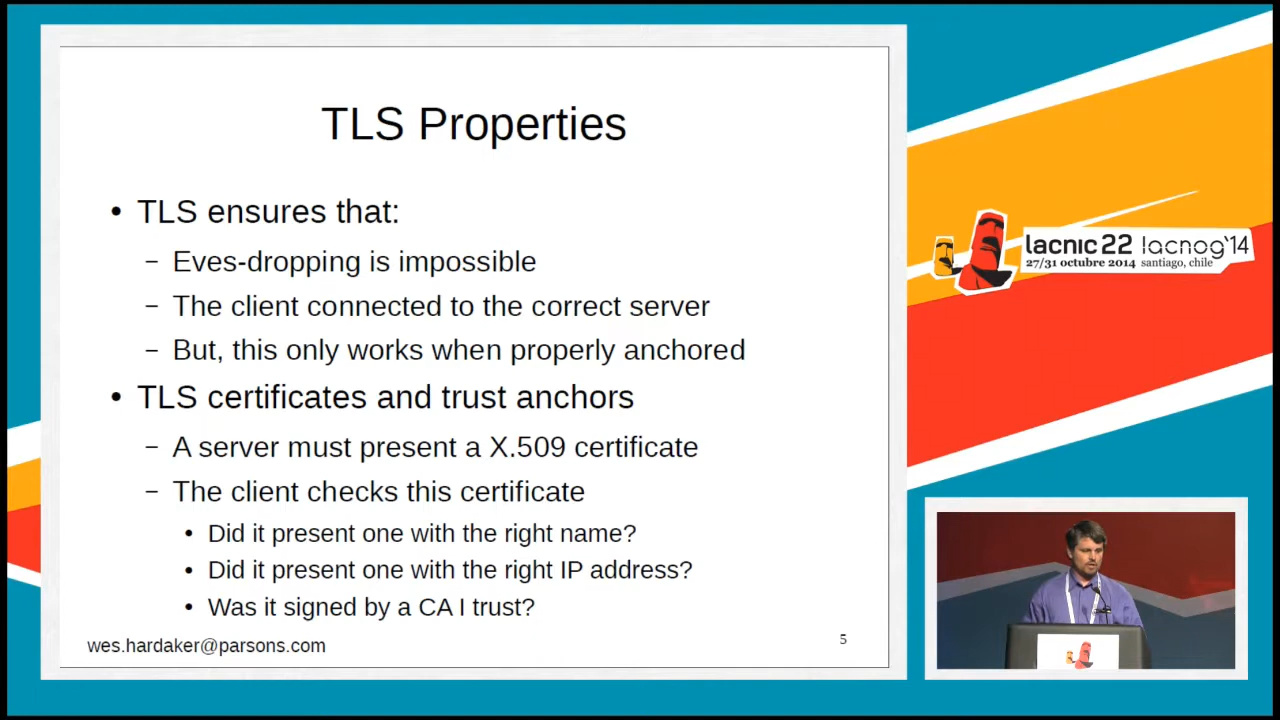 TLS Properties
• TLS ensures that:
– Eves-dropping is impossible
– The client connected to the correct server
– But, this only works when properly anchored
• TLS certificates and trust anchors
– A server must present a X.509 certificate
– The client checks this certificate
• Did it present one with the right name?
• Did it present one with the right IP address?
• Was it signed by a CA I trust?
wes.hardaker@parsons.com
5
lacnic 22 lacnog'14
27/31 octubre 2014 santiago, chile